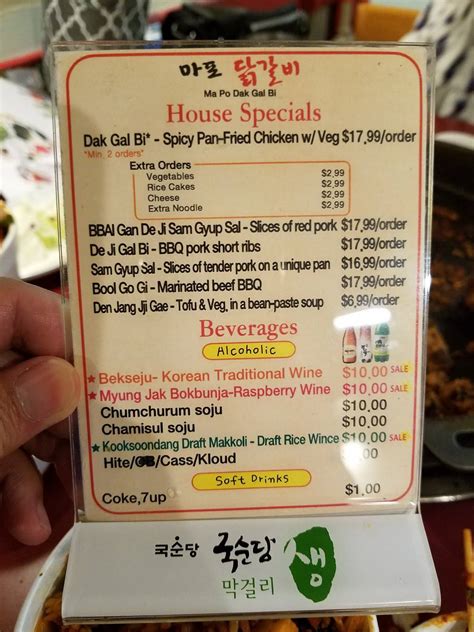 마포 닭갈비
Ma Po Dak Gal Bi
House Specials
Dak Gal Bi* - Spicy Pan-Fried Chicken w/ Veg $17,99/order
*Min, 2 orders*
Extra Orders
Vegetables $2,99
Rice Cakes $2,99
Cheese $2,99
Extra Noodle $2,99
BBAl Gan De Ji Sam Gyup Sal - Slices of red pork $17,99/order
De Ji Gal Bi - BBQ pork short ribs $17,99/order
Sam Gyup Sal - Slices of tender pork on a unique pan $16,99/order
Bool Go Gi - Marinated beef BBQ $17,99/order
Den Jang Jji Gae - Tofu & Veg, in a bean-paste soup $6,99/order
Beverages
Alcoholic
★Bekseju- Korean Traditional Wine $10,00 SALE
★Myung Jak Bokbunja-Raspberry Wine $10,00 SALE
Chumchurum soju $10,00
Chamisul soju $10,00
★Kooksoondang Draft Makkoli - Draft Rice Wince $10,00 SALE
Hite/OB/Cass/Kloud $10,00
Soft Drinks
Coke,7up $1,00
국순당 국순당 생
막걸리